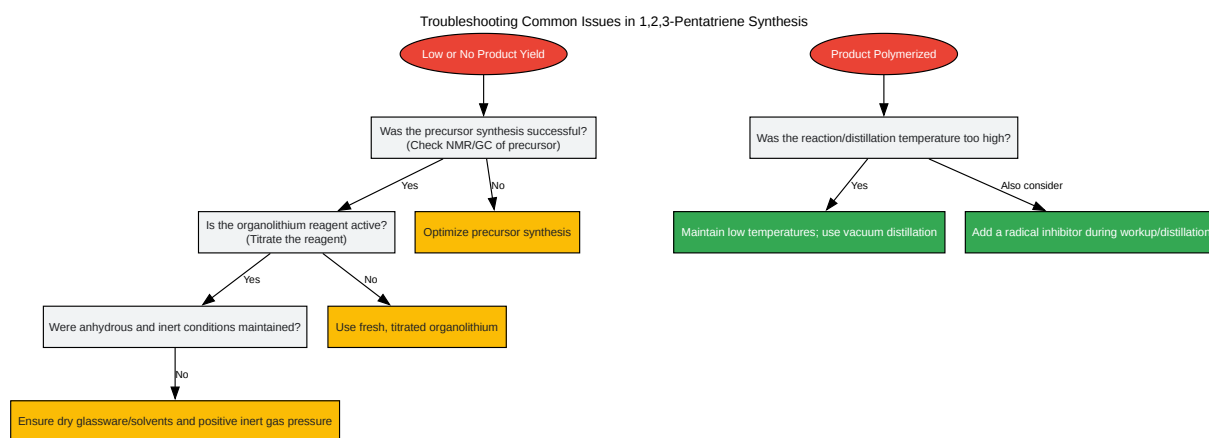 Troubleshooting Common Issues in 1,2,3-Pentatriene Synthesis
Low or No Product Yield
Product Polymerized
Was the precursor synthesis successful?
(Check NMR/GC of precursor)
Was the reaction/distillation temperature too high?
Yes
No
Yes
Also consider
Is the organolithium reagent active?
(Titrate the reagent)
Optimize precursor synthesis
Maintain low temperatures; use vacuum distillation
Add a radical inhibitor during workup/distillation
Yes
No
Were anhydrous and inert conditions maintained?
Use fresh, titrated organolithium
No
Ensure dry glassware/solvents and positive inert gas pressure